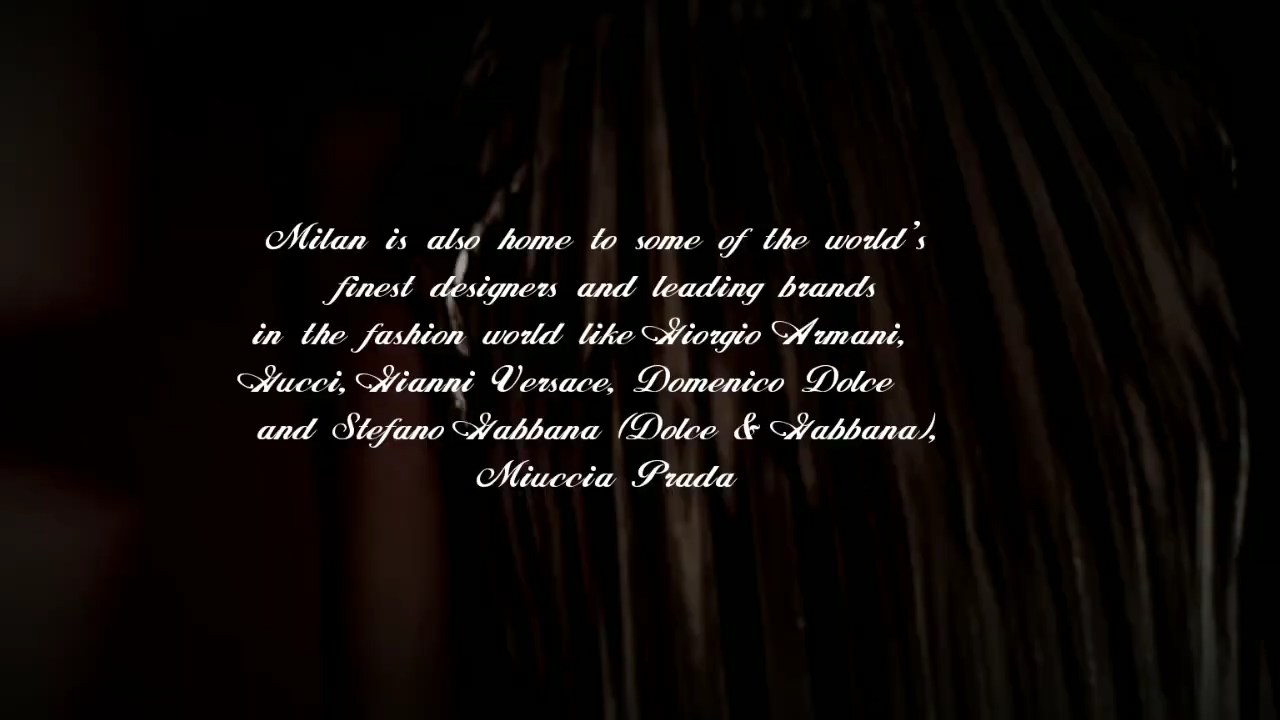 Milan is also home to some of the world's
finest designers and leading brands
in the fashion world like Giorgio Armani,
Gucci, Gianni Versace, Domenico Dolce
and Stefano Gabbana (Dolce & Gabbana),
Miuccia Prada